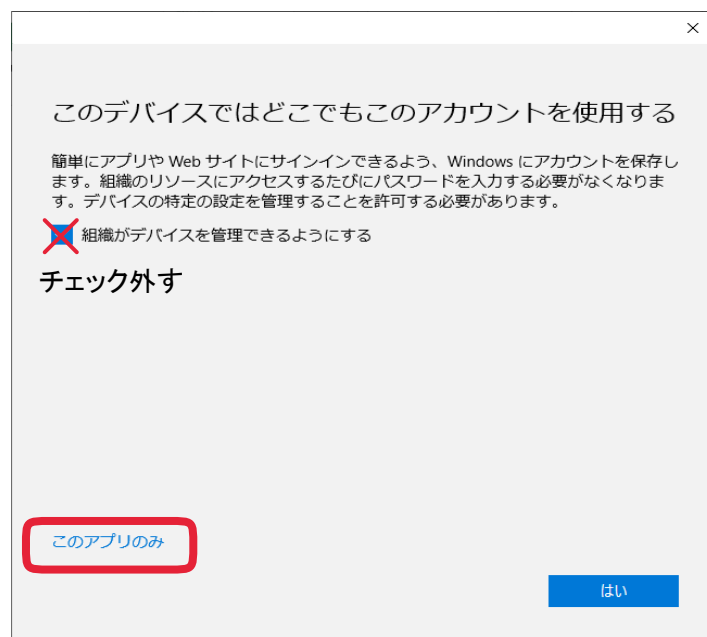 このデバイスではどこでもこのアカウントを使用する
簡単にアプリや Web サイトにサインインできるよう、Windows にアカウントを保存し
ます。組織のリソースにアクセスするたびにパスワードを入力する必要がなくなりま
す。デバイスの特定の設定を管理することを許可する必要があります。
組織がデバイスを管理できるようにする
チェック外す
このアプリのみ
はい